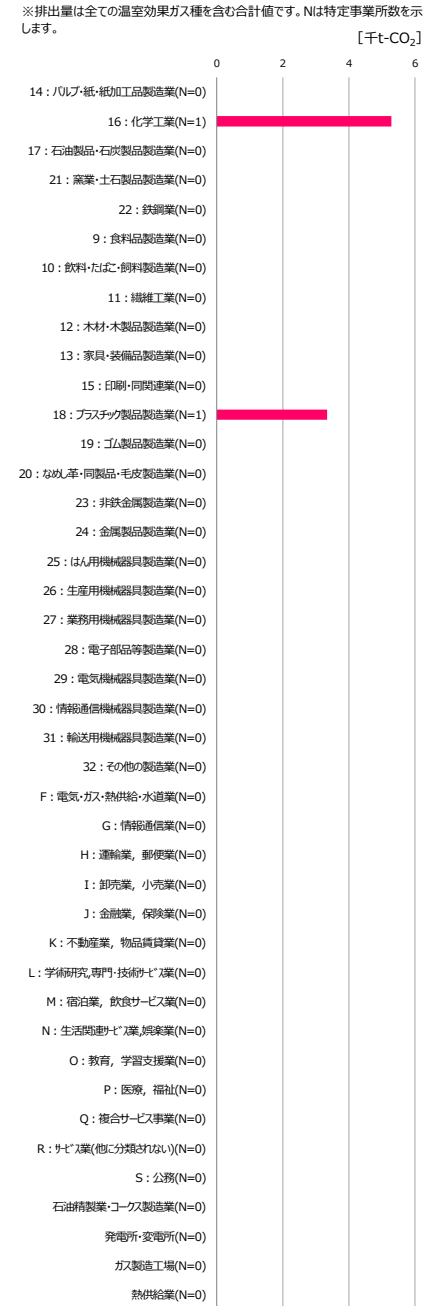 ※排出量は全ての温室効果ガス種を含む合計値です。Nは特定事業所数を示
します。
[千t-CO₂]
0 2 4 6
14：パルプ・紙・紙加工品製造業(N=0)
16：化学工業(N=1)
17：石油製品・石炭製品製造業(N=0)
21：窯業・土石製品製造業(N=0)
22：鉄鋼業(N=0)
9：食料品製造業(N=0)
10：飲料・たばこ・飼料製造業(N=0)
11：繊維工業(N=0)
12：木材・木製品製造業(N=0)
13：家具・装備品製造業(N=0)
15：印刷・同関連業(N=0)
18：プラスチック製品製造業(N=1)
19：ゴム製品製造業(N=0)
20：なめし革・同製品・毛皮製造業(N=0)
23：非鉄金属製造業(N=0)
24：金属製品製造業(N=0)
25：はん用機械器具製造業(N=0)
26：生産用機械器具製造業(N=0)
27：業務用機械器具製造業(N=0)
28：電子部品等製造業(N=0)
29：電気機械器具製造業(N=0)
30：情報通信機械器具製造業(N=0)
31：輸送用機械器具製造業(N=0)
32：その他の製造業(N=0)
F：電気・ガス・熱供給・水道業(N=0)
G：情報通信業(N=0)
H：運輸業，郵便業(N=0)
I：卸売業，小売業(N=0)
J：金融業，保険業(N=0)
K：不動産業，物品賃貸業(N=0)
L：学術研究,専門・技術ｻｰﾋﾞｽ業(N=0)
M：宿泊業，飲食サービス業(N=0)
N：生活関連ｻｰﾋﾞｽ業,娯楽業(N=0)
O：教育，学習支援業(N=0)
P：医療，福祉(N=0)
Q：複合サービス事業(N=0)
R：ｻｰﾋﾞｽ業(他に分類されない)(N=0)
S：公務(N=0)
石油精製業・コークス製造業(N=0)
発電所・変電所(N=0)
ガス製造工場(N=0)
熱供給業(N=0)